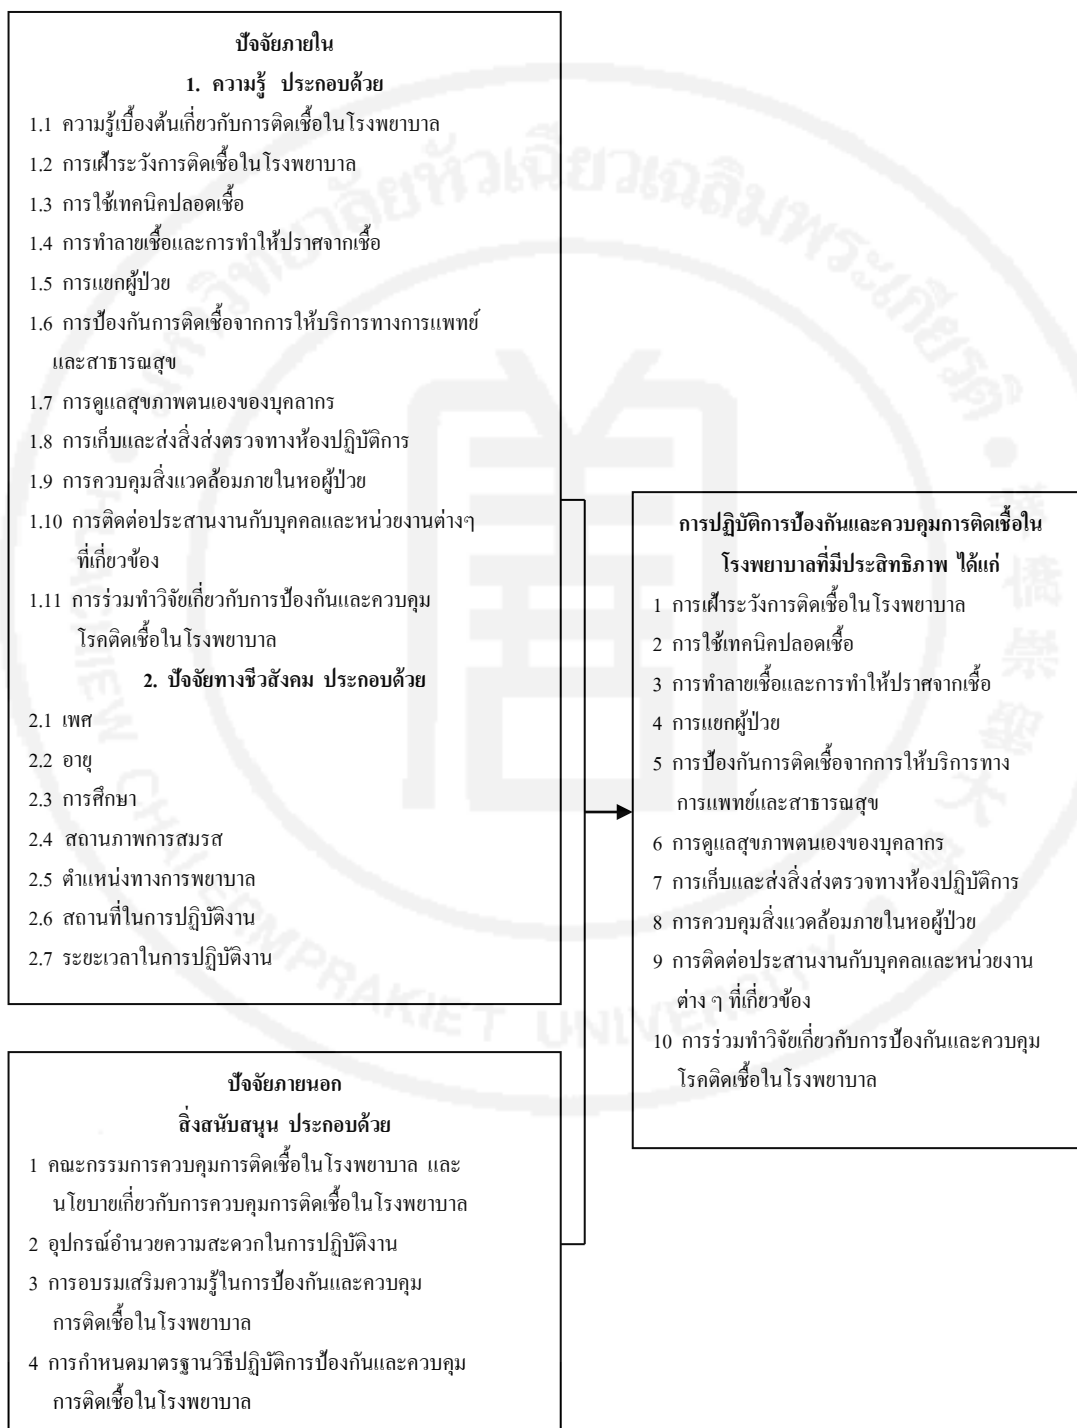 ปัจจัยภายใน
1. ความรู้ ประกอบด้วย
1.1 ความรู้เบื้องต้นเกี่ยวกับการติดเชื้อในโรงพยาบาล
1.2 การเฝ้าระวังการติดเชื้อในโรงพยาบาล
1.3 การใช้เทคนิคปลอดเชื้อ
1.4 การทำลายเชื้อและการทำให้ปราศจากเชื้อ
1.5 การแยกผู้ป่วย
1.6 การป้องกันการติดเชื้อจากการให้บริการทางการแพทย์
และสาธารณสุข
1.7 การดูแลสุขภาพตนเองของบุคลากร
1.8 การเก็บและส่งสิ่งส่งตรวจทางห้องปฏิบัติการ
1.9 การควบคุมสิ่งแวดล้อมภายในหอผู้ป่วย
1.10 การติดต่อประสานงานกับบุคคลและหน่วยงานต่างๆ
ที่เกี่ยวข้อง
1.11 การร่วมทำวิจัยเกี่ยวกับการป้องกันและควบคุม
โรคติดเชื้อในโรงพยาบาล
2. ปัจจัยทางชีวสังคม ประกอบด้วย
2.1 เพศ
2.2 อายุ
2.3 การศึกษา
2.4 สถานภาพการสมรส
2.5 ตำแหน่งทางการพยาบาล
2.6 สถานที่ในการปฏิบัติงาน
2.7 ระยะเวลาในการปฏิบัติงาน
ปัจจัยภายนอก
สิ่งสนับสนุน ประกอบด้วย
1 คณะกรรมการควบคุมการติดเชื้อในโรงพยาบาล และ
นโยบายเกี่ยวกับการควบคุมการติดเชื้อในโรงพยาบาล
2 อุปกรณ์อำนวยความสะดวกในการปฏิบัติงาน
3 การอบรมเสริมความรู้ในการป้องกันและควบคุม
การติดเชื้อในโรงพยาบาล
4 การกำหนดมาตรฐานวิธีปฏิบัติการป้องกันและควบคุม
การติดเชื้อในโรงพยาบาล
การปฏิบัติการป้องกันและควบคุมการติดเชื้อใน
โรงพยาบาลที่มีประสิทธิภาพ ได้แก่
1 การเฝ้าระวังการติดเชื้อในโรงพยาบาล
2 การใช้เทคนิคปลอดเชื้อ
3 การทำลายเชื้อและการทำให้ปราศจากเชื้อ
4 การแยกผู้ป่วย
5 การป้องกันการติดเชื้อจากการให้บริการทาง
การแพทย์และสาธารณสุข
6 การดูแลสุขภาพตนเองของบุคลากร
7 การเก็บและส่งสิ่งส่งตรวจทางห้องปฏิบัติการ
8 การควบคุมสิ่งแวดล้อมภายในหอผู้ป่วย
9 การติดต่อประสานงานกับบุคคลและหน่วยงาน
ต่าง ๆ ที่เกี่ยวข้อง
10 การร่วมทำวิจัยเกี่ยวกับการป้องกันและควบคุม
โรคติดเชื้อในโรงพยาบาล
มหาวิทยาลัยหัวเฉียวเฉลิมพระเกียรติ
HUACHIEW CHALERMPRAKIET UNIVERSITY